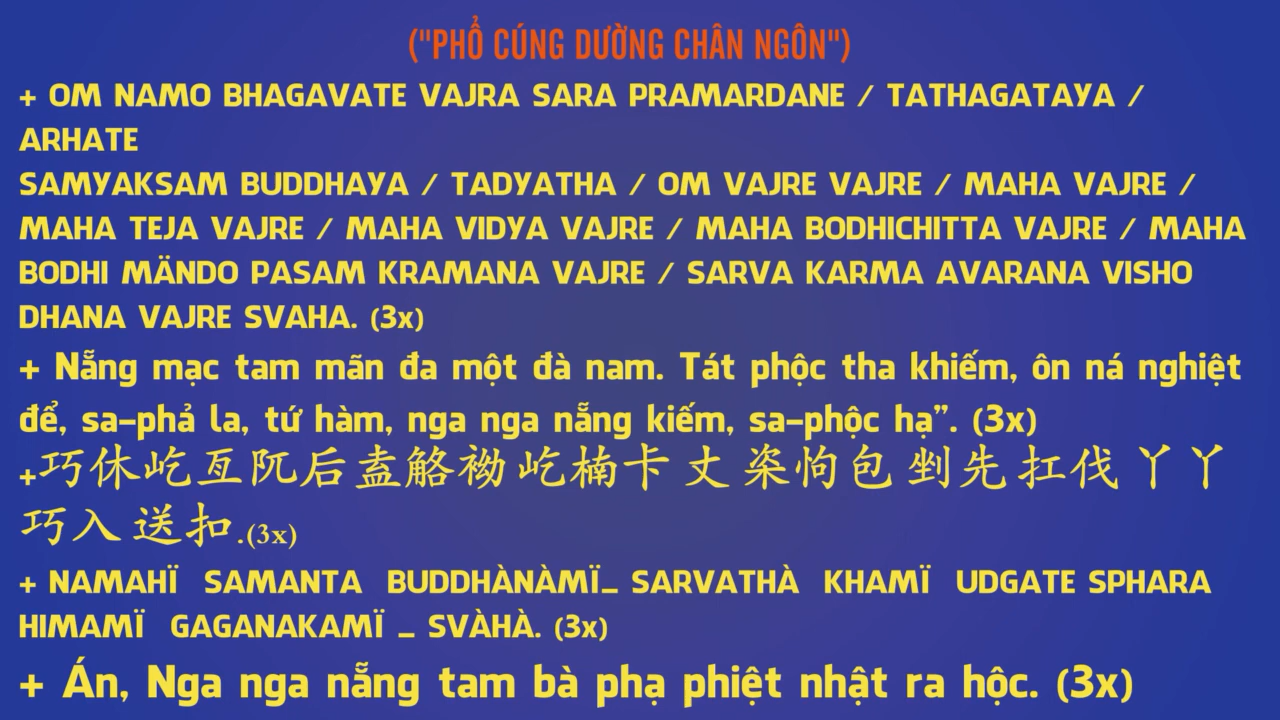 ("PHỔ CÚNG DƯỜNG CHÂN NGÔN")
+ OM NAMO BHAGAVATE VAJRA SARA PRAMARDANE / TATHAGATAYA /
ARHATE
SAMYAKSAM BUDDHAYA / TADYATHA / OM VAJRE VAJRE / MAHA VAJRE /
MAHA TEJA VAJRE / MAHA VIDYA VAJRE / MAHA BODHICHITTA VAJRE / MAHA
BODHI MÄNDO PASAM KRAMANA VAJRE / SARVA KARMA AVARANA VISHO
DHANA VAJRE SVAHA. (3x)
+ Nẵng mạc tam mãn đa một đà nam. Tát phộc tha khiếm, ôn ná nghiệt
để, sa-phả la, tứ hàm, nga nga nẵng kiếm, sa-phộc hạ”. (3x)
+巧休屹亙阢后盍觡袎屹楠卡丈栥怐包剉先扛伐丫丫
巧入送扣.(3x)
+ NAMAHÏ SAMANTA BUDDHÀNÀMÏ_ SARVATHÀ KHAMÏ UDGATE SPHARA
HIMAMÏ GAGANAKAMÏ _ SVÀHÀ. (3x)
+ Án, Nga nga nẵng tam bà phạ phiệt nhật ra hộc. (3x)